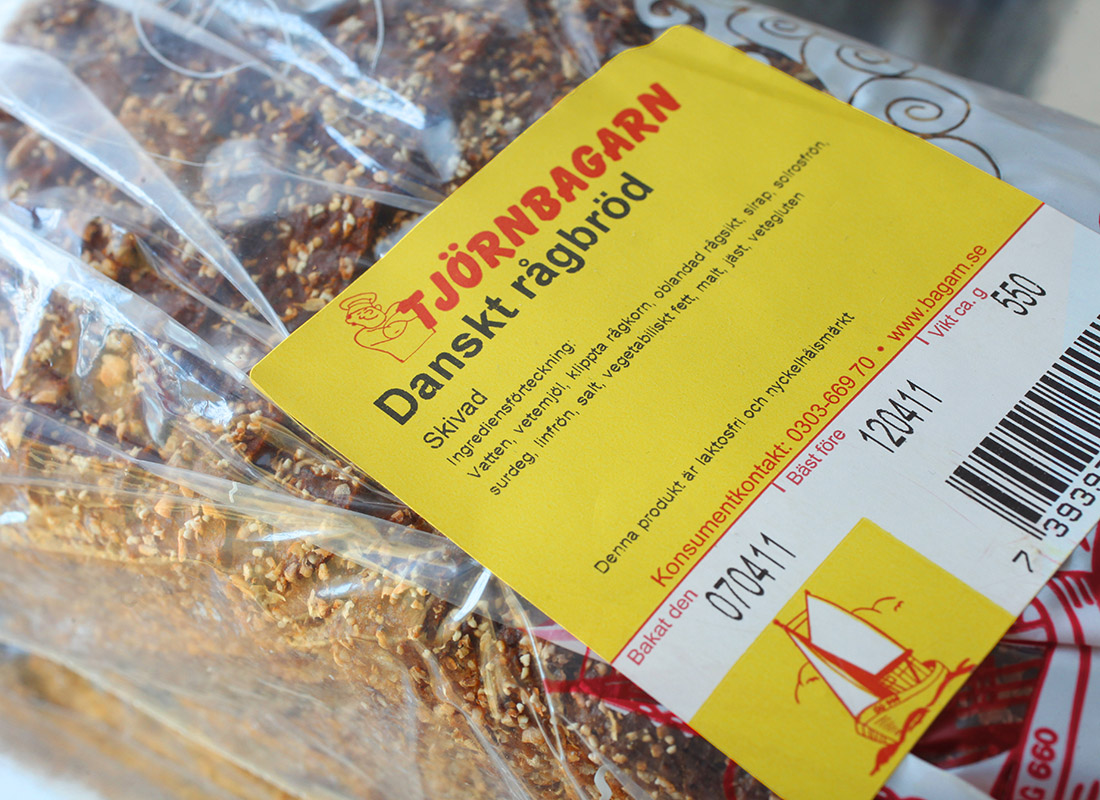 TJÖRNBAGARN
Danskt rågbröd
Skivad
Ingrediensförteckning:
Vatten, vetemjöl, klippta rågkorn, oblandad rågsikt, sirap, solrosfrön,
surdeg, linfrön, salt, vegetabiliskt fett, malt, jäst, vetegluten
Denna produkt är laktosfri och nyckelhålsmärkt
Konsumentkontakt: 0303-669 70 • www.bagarn.se
Bakat den
070411
Bäst före
120411
Vikt ca. g
550
7
G 660